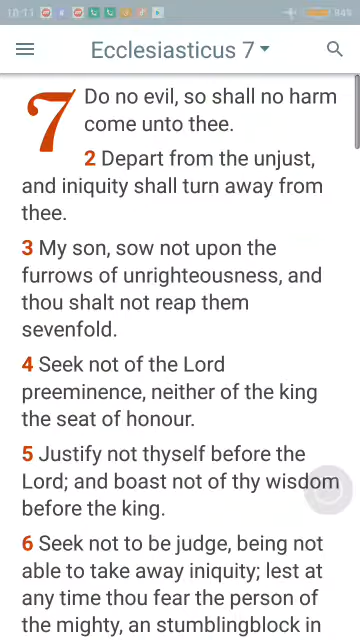 10:11
84%
Ecclesiasticus 7
7 Do no evil, so shall no harm
come unto thee.
2 Depart from the unjust,
and iniquity shall turn away from
thee.
3 My son, sow not upon the
furrows of unrighteousness, and
thou shalt not reap them
sevenfold.
4 Seek not of the Lord
preeminence, neither of the king
the seat of honour.
5 Justify not thyself before the
Lord; and boast not of thy wisdom
before the king.
6 Seek not to be judge, being not
able to take away iniquity; lest at
any time thou fear the person of
the mighty, an stumblingblock in